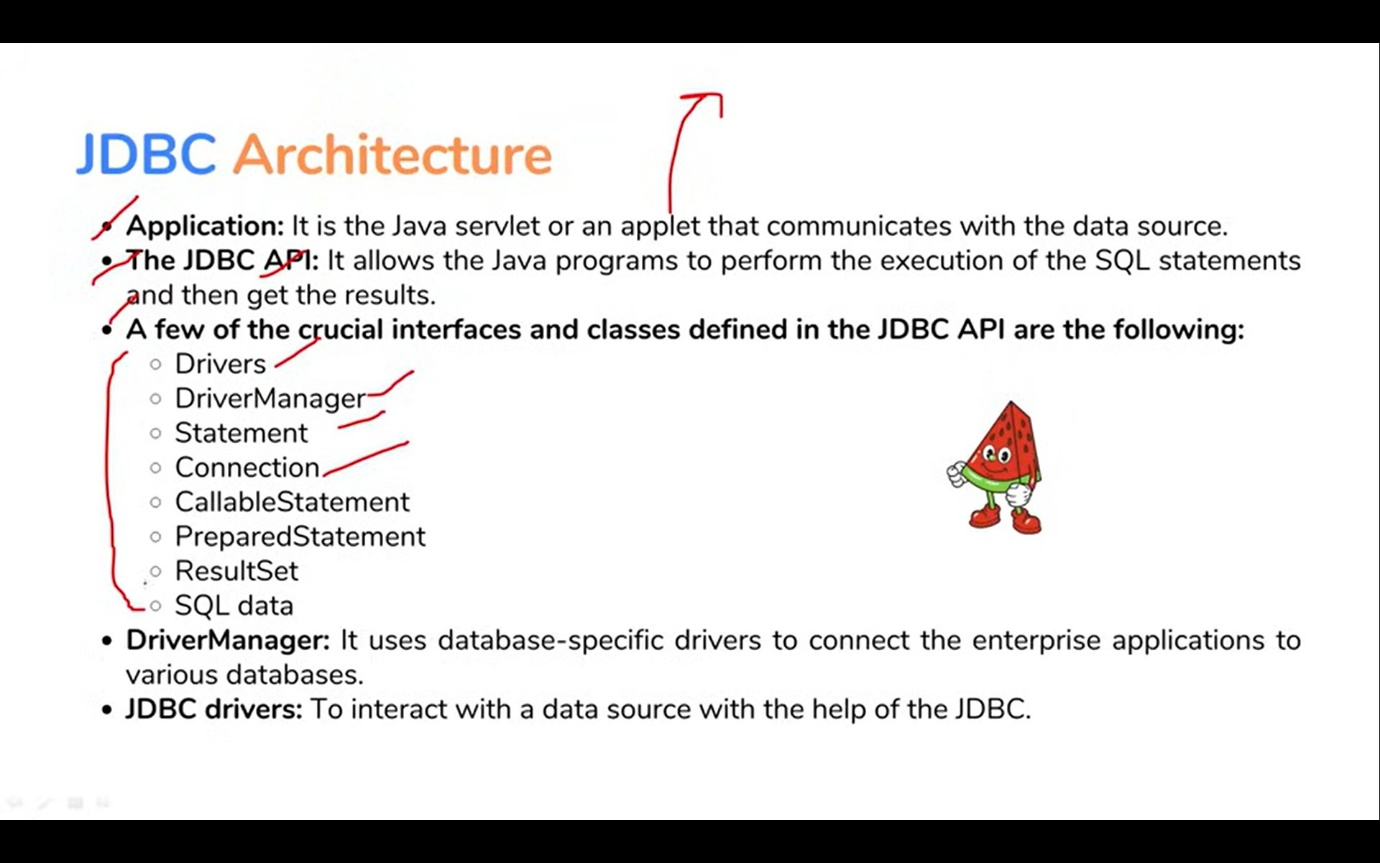 JDBC Architecture
• Application: It is the Java servlet or an applet that communicates with the data source.
• The JDBC API: It allows the Java programs to perform the execution of the SQL statements
and then get the results.
• A few of the crucial interfaces and classes defined in the JDBC API are the following:
○ Drivers
○ DriverManager
○ Statement
○ Connection
○ CallableStatement
○ PreparedStatement
○ ResultSet
○ SQL data
• DriverManager: It uses database-specific drivers to connect the enterprise applications to
various databases.
• JDBC drivers: To interact with a data source with the help of the JDBC.